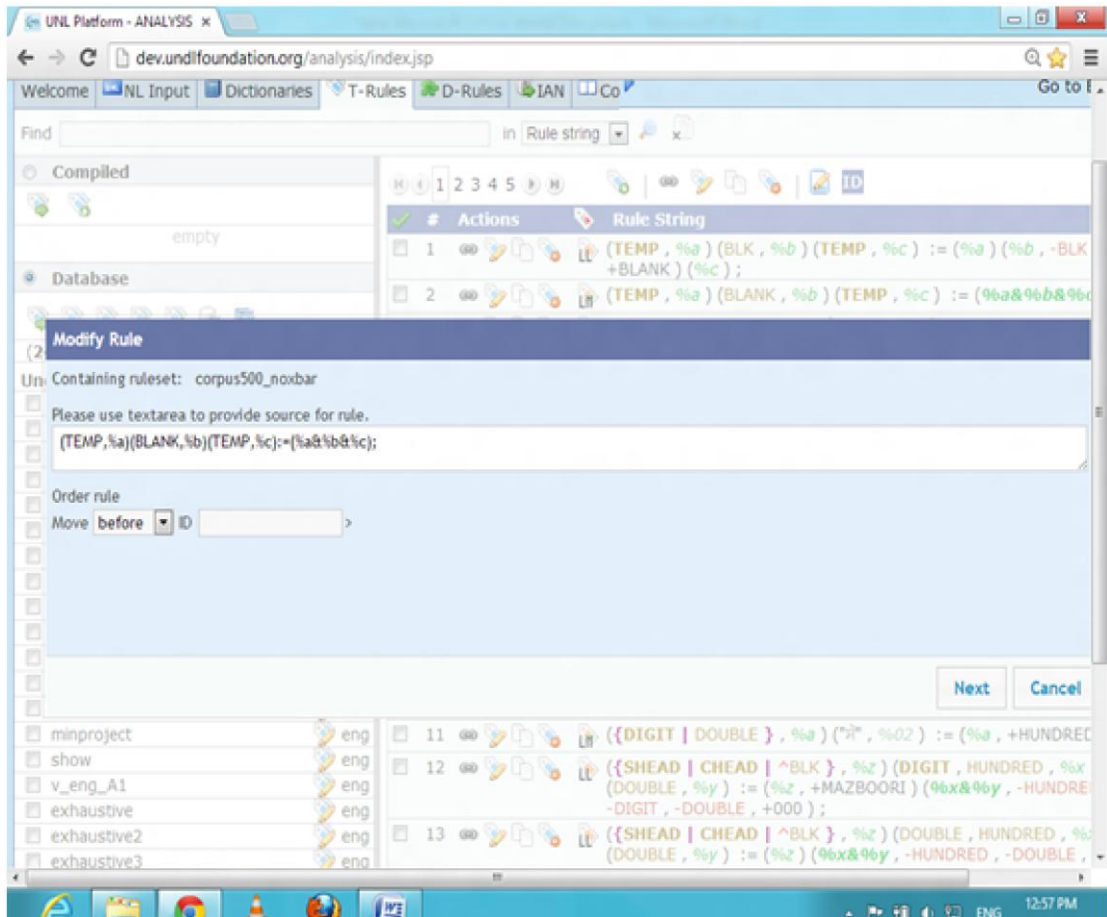 UNL Platform - ANALYSIS ×
dev.undlfoundation.org/analysis/index.jsp
Welcome NL Input Dictionaries T-Rules D-Rules IAN Co Go to
Find in Rule string
Compiled
empty
Database
1 2 3 4 5 ID
# Actions Rule String
1 (TEMP , %a ) (BLK , %b ) (TEMP , %c ) := (%a ) (%b , -BLK
+BLANK ) (%c ) ;
2 (TEMP , %a ) (BLANK , %b ) (TEMP , %c ) := (%a&%b&%c
Modify Rule
(2
Containing ruleset: corpus500_noxbar
Please use textarea to provide source for rule.
(TEMP,%a)(BLANK,%b)(TEMP,%c):=(%a&%b&%c);
Order rule
Move before ID >
Next Cancel
minproject eng
show eng
v_eng_A1 eng
exhaustive eng
exhaustive2 eng
exhaustive3 eng
11 ({DIGIT | DOUBLE } , %a ) ( , %02 ) := (%a , +HUNDRED
12 ({SHEAD | CHEAD | ^BLK } , %z ) (DIGIT , HUNDRED , %x
(DOUBLE , %y ) := (%z , +MAZBOORI ) (%x&%y , -HUNDRE
-DIGIT , -DOUBLE , +000 ) ;
13 ({SHEAD | CHEAD | ^BLK } , %z ) (DOUBLE , HUNDRED , %x
(DOUBLE , %y ) := (%z ) (%x&%y , -HUNDRED , -DOUBLE ,
ENG 12:57 PM